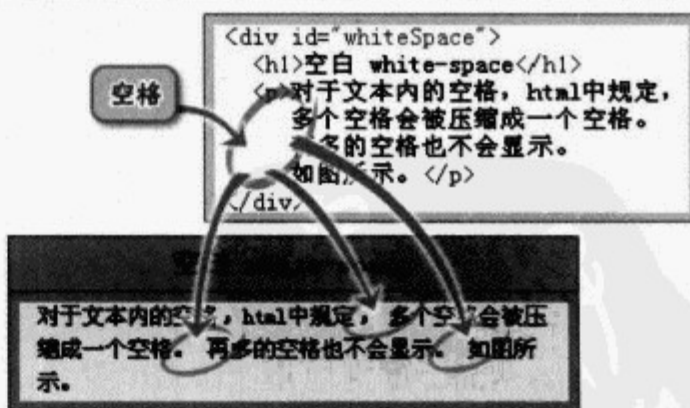 <div id="whiteSpace">
<h1>空白 white-space</h1>
空格
<p>对于文本内的空格，html中规定，
多个空格会被压缩成一个空格。
多的空格也不会显示。
如图所示。</p>
</div>
对于文本内的空格，html中规定， 多个空格会被压
缩成一个空格。 再多的空格也不会显示。 如图所
示。